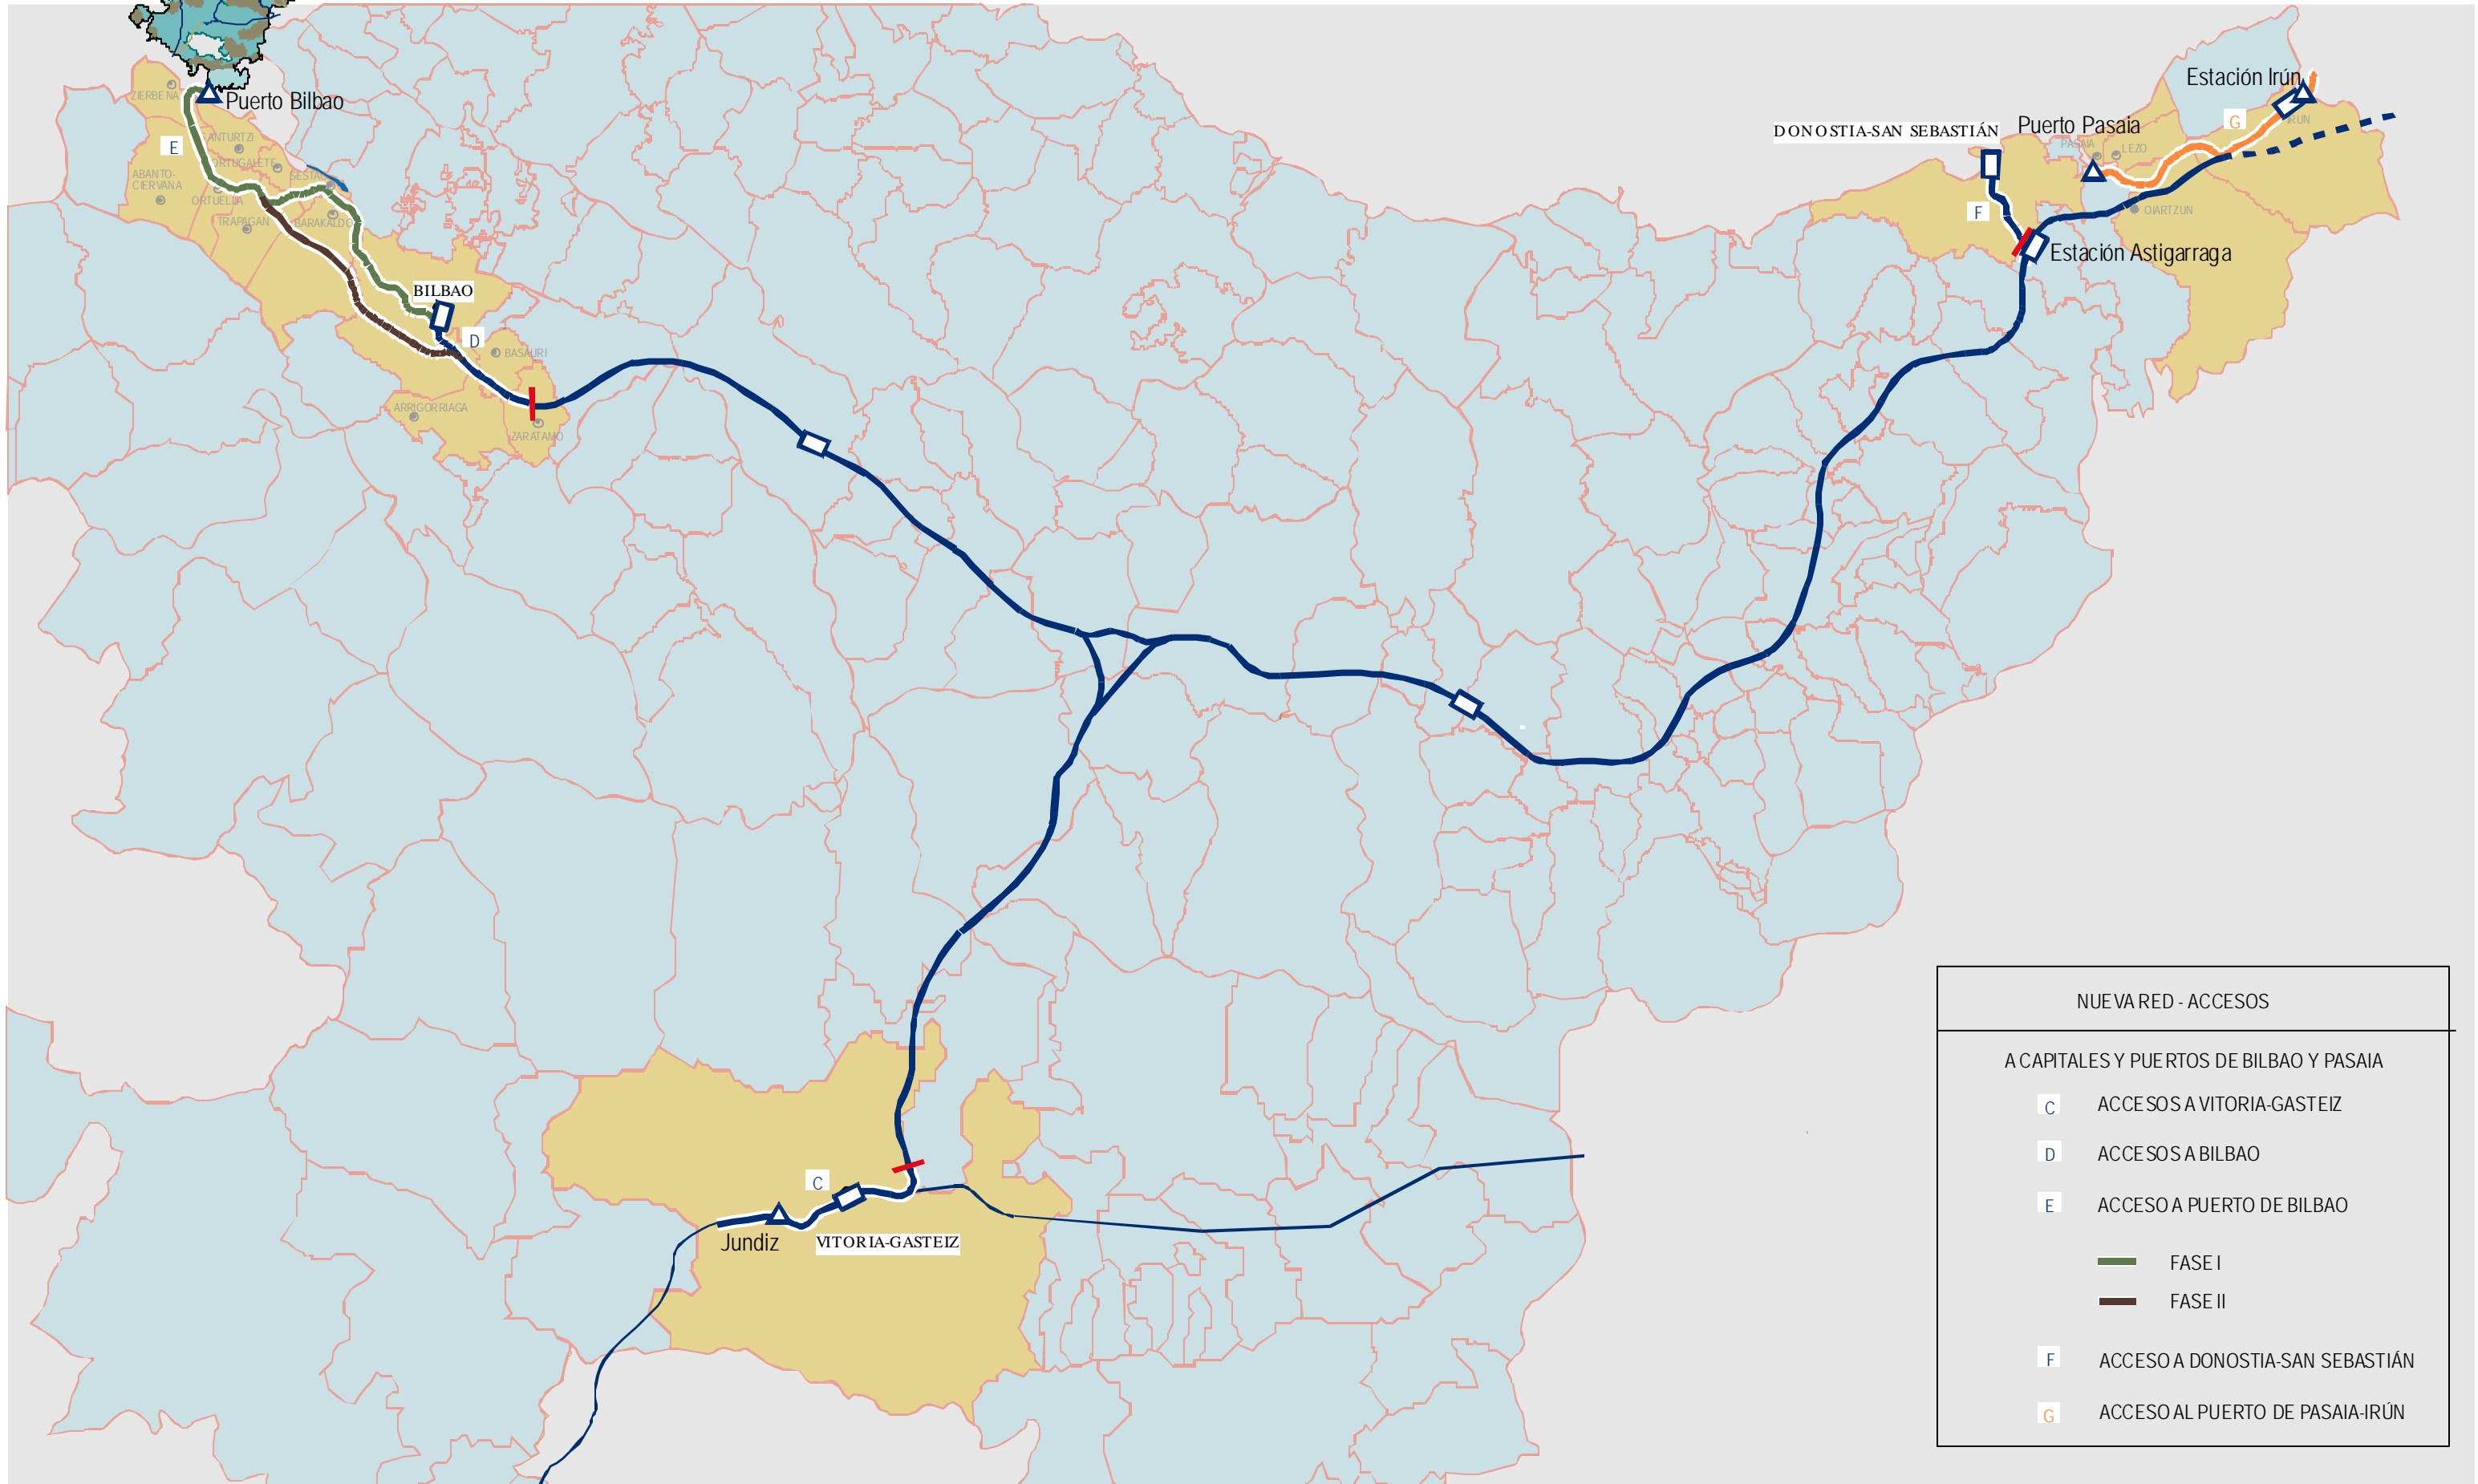 Puerto Bilbao
ZIERBENA
E
SANTURTZI
PORTUGALETE
SESTAO
ABANTO-
CIERVANA
ORTUELLA
TRAPAGAN
BARAKALDO
BILBAO
D
BASAURI
ARRIGORRIAGA
ZARATAMO
Estación Irún
G
IRUN
Puerto Pasaia
DONOSTIA-SAN SEBASTIÁN
PASAIA
LEZO
F
OIARTZUN
Estación Astigarraga
C
Jundiz
VITORIA-GASTEIZ
NUEVA RED - ACCESOS
A CAPITALES Y PUERTOS DE BILBAO Y PASAIA
C ACCESOS A VITORIA-GASTEIZ
D ACCESOS A BILBAO
E ACCESO A PUERTO DE BILBAO
FASE I
FASE II
F ACCESO A DONOSTIA-SAN SEBASTIÁN
G ACCESO AL PUERTO DE PASAIA-IRÚN